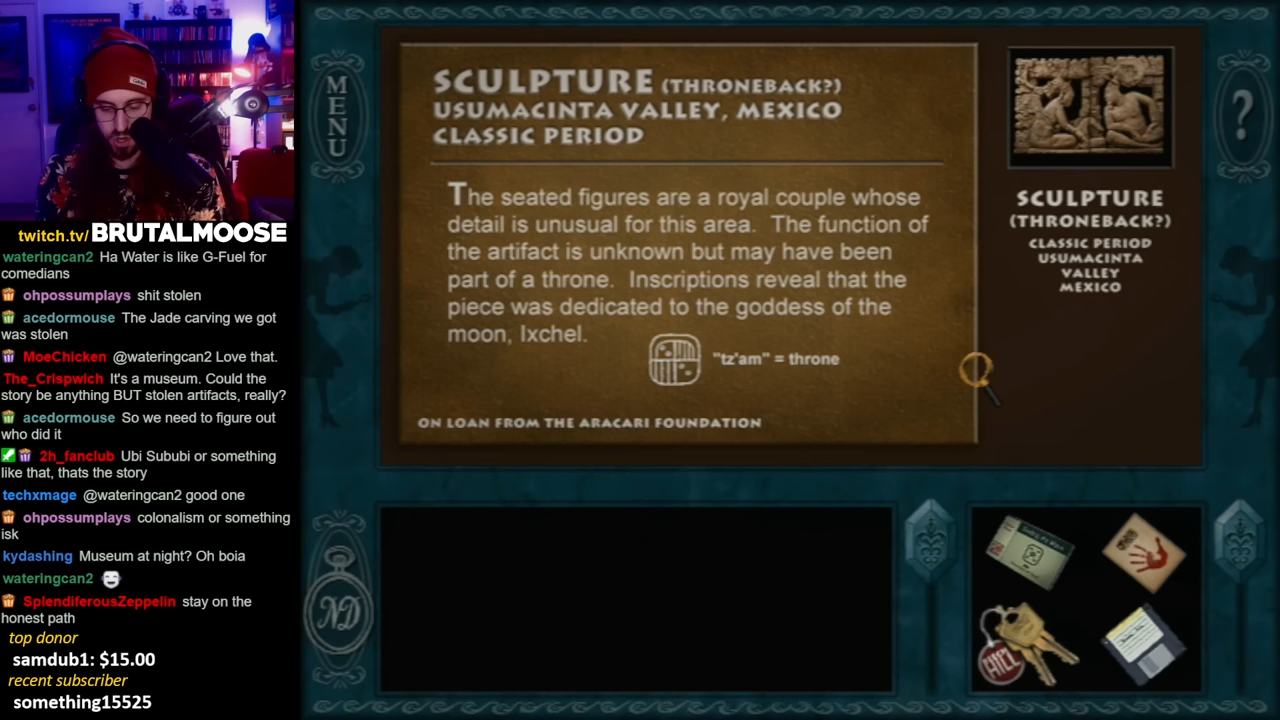 twitch.tv/BRUTALMOOSE
wateringcan2 Ha Water is like G-Fuel for
comedians
ohpossumplays shit stolen
acedormouse The Jade carving we got
was stolen
MoeChicken @wateringcan2 Love that.
The_Crispwich It's a museum. Could the
story be anything BUT stolen artifacts, really?
acedormouse So we need to figure out
who did it
2h_fanclub Ubi Sububi or something
like that, thats the story
techxmage @wateringcan2 good one
ohpossumplays colonialism or something
isk
kydashing Museum at night? Oh boia
wateringcan2
SplendiferousZeppelin stay on the
honest path
top donor
samdub1: $15.00
recent subscriber
something15525
MENU
SCULPTURE (THRONEBACK?)
USUMACINTA VALLEY, MEXICO
CLASSIC PERIOD
The seated figures are a royal couple whose
detail is unusual for this area. The function of
the artifact is unknown but may have been
part of a throne. Inscriptions reveal that the
piece was dedicated to the goddess of the
moon, Ixchel.
"tz'am" = throne
ON LOAN FROM THE ARACARI FOUNDATION
SCULPTURE
(THRONEBACK?)
CLASSIC PERIOD
USUMACINTA
VALLEY
MEXICO
?
ND